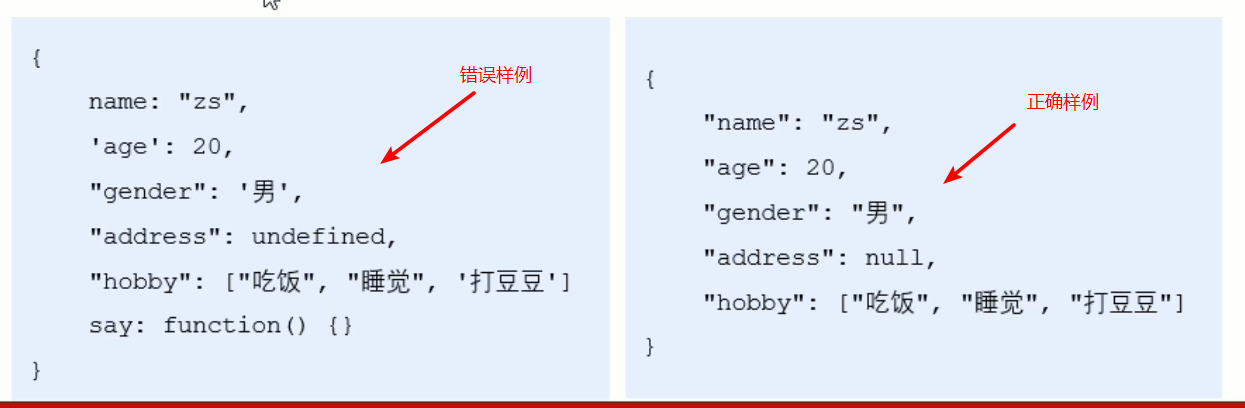 错误样例
{
name: "zs",
'age': 20,
"gender": '男',
"address": undefined,
"hobby": ["吃饭", "睡觉", '打豆豆']
say: function() {}
}
正确样例
{
"name": "zs",
"age": 20,
"gender": "男",
"address": null,
"hobby": ["吃饭", "睡觉", "打豆豆"]
}